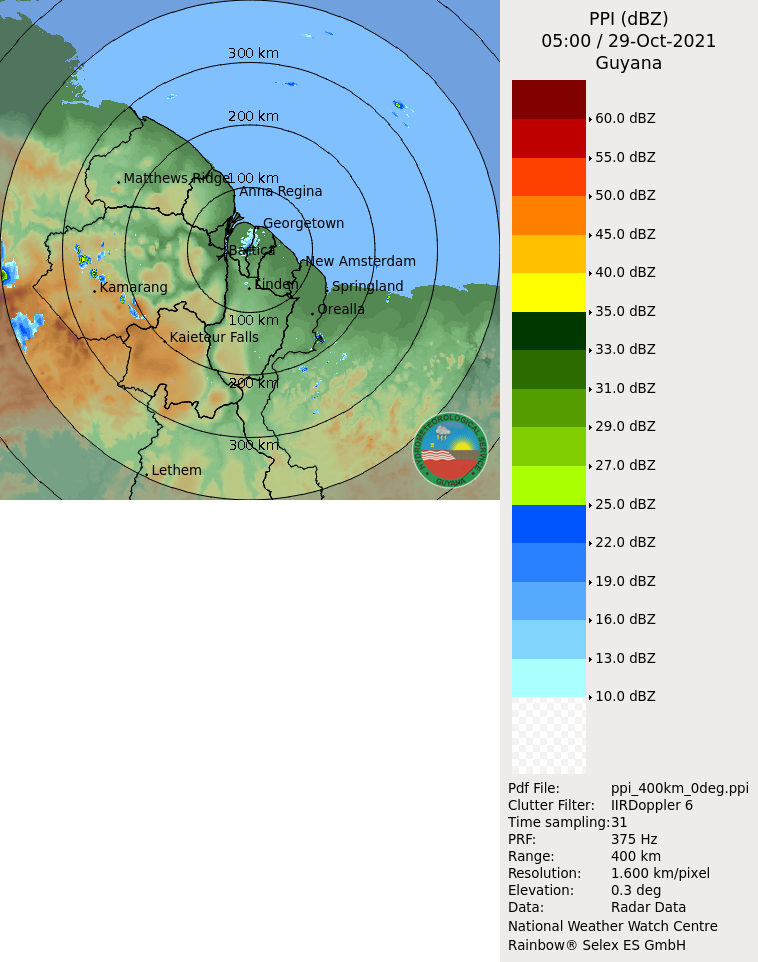 PPI (dBZ)
05:00 / 29-Oct-2021
Guyana
300 km
200 km
100 km
Matthews Ridge
Anna Regina
Georgetown
Bartica
New Amsterdam
Kamarang
Linden
Springland
Orealla
100 km
Kaieteur Falls
200 km
300 km
Lethem
HYDROMETEOROLOGICAL SERVICE
GUYANA
60.0 dBZ
55.0 dBZ
50.0 dBZ
45.0 dBZ
40.0 dBZ
35.0 dBZ
33.0 dBZ
31.0 dBZ
29.0 dBZ
27.0 dBZ
25.0 dBZ
22.0 dBZ
19.0 dBZ
16.0 dBZ
13.0 dBZ
10.0 dBZ
Pdf File: ppi_400km_0deg.ppi
Clutter Filter: IIRDoppler 6
Time sampling: 31
PRF: 375 Hz
Range: 400 km
Resolution: 1.600 km/pixel
Elevation: 0.3 deg
Data: Radar Data
National Weather Watch Centre
Rainbow® Selex ES GmbH